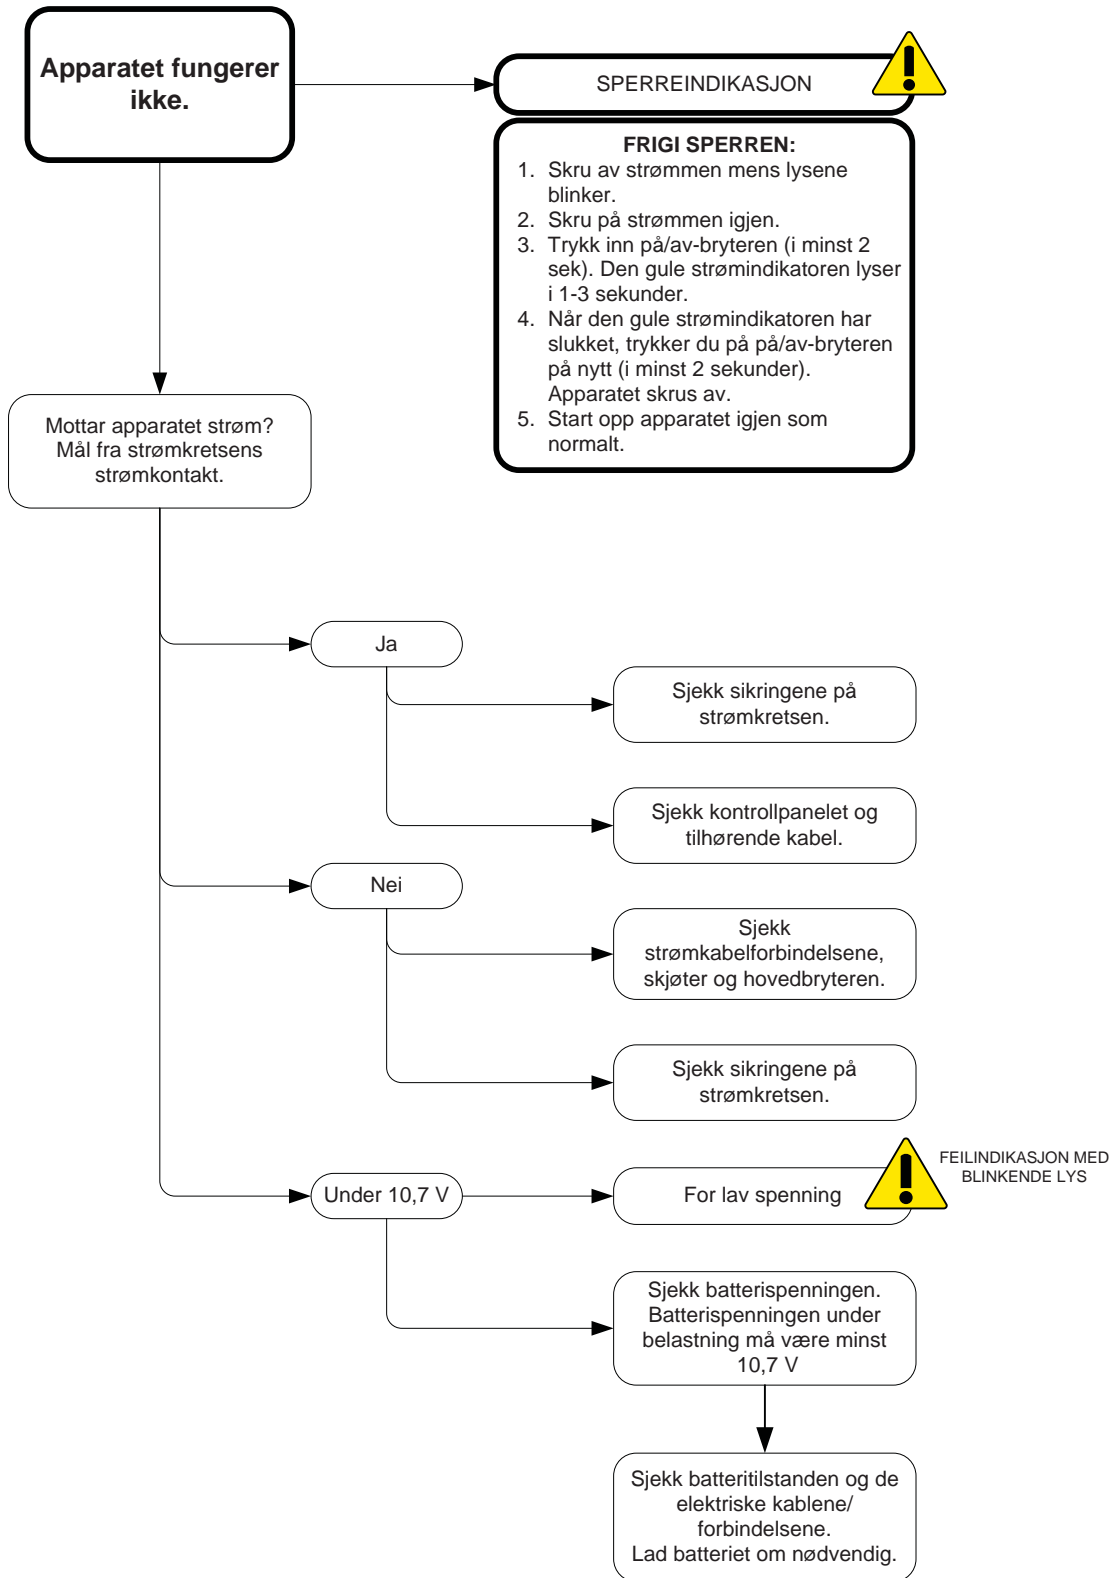 Apparatet fungerer
ikke.
SPERREINDIKASJON
FRIGI SPERREN:
1. Skru av strømmen mens lysene
blinker.
2. Skru på strømmen igjen.
3. Trykk inn på/av-bryteren (i minst 2
sek). Den gule strømindikatoren lyser
i 1-3 sekunder.
4. Når den gule strømindikatoren har
slukket, trykker du på på/av-bryteren
på nytt (i minst 2 sekunder).
Apparatet skrus av.
5. Start opp apparatet igjen som
normalt.
Mottar apparatet strøm?
Mål fra strømkretsens
strømkontakt.
Ja
Sjekk sikringene på
strømkretsen.
Sjekk kontrollpanelet og
tilhørende kabel.
Nei
Sjekk
strømkabelforbindelsene,
skjøter og hovedbryteren.
Sjekk sikringene på
strømkretsen.
Under 10,7 V
For lav spenning
FEILINDIKASJON MED
BLINKENDE LYS
Sjekk batterispenningen.
Batterispenningen under
belastning må være minst
10,7 V
Sjekk batteritilstanden og de
elektriske kablene/
forbindelsene.
Lad batteriet om nødvendig.